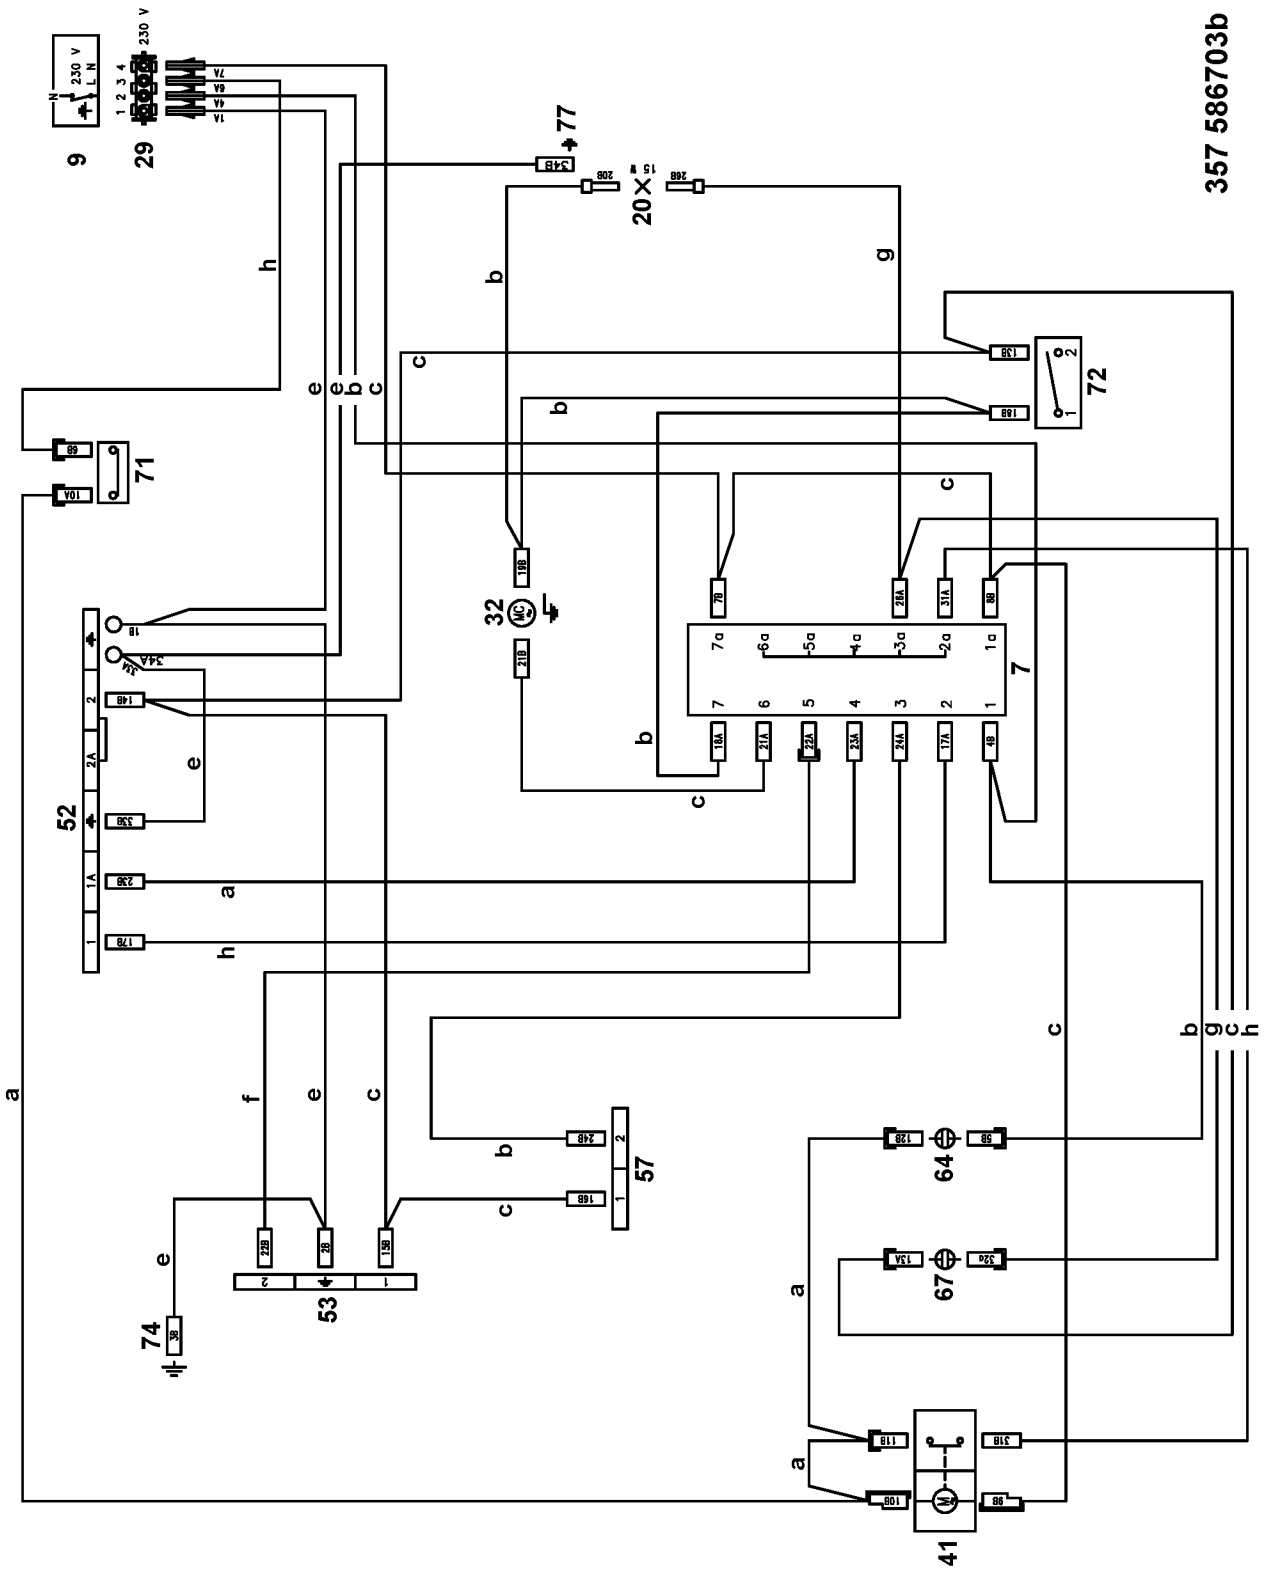 357 586703b
230 V
N
230 V
L N
9
1 2 3 4
29
1A
4A
6A
7A
34B
77
20B
15 W
26B
20
h
b
g
e
e
b
c
c
b
c
13B
18B
1 2
72
6B
10A
71
a
1B
34A
33A
14B
33B
23B
17B
1 1A 2A 2
52
e
a
h
19B
32
MC
21B
7B
26A
31A
8B
7a 6a 5a 4a 3a 2a 1a
7 6 5 4 3 2 1
7
18A
21A
22A
23A
24A
17A
4B
b
c
f
e
c
b
c
24B
16B
1 2
57
e
22B
2B
15B
2 1
53
74
3B
c
b
g
c
h
12B
5B
64
13A
32a
67
a
a
11B
31B
10B
9B
M
41